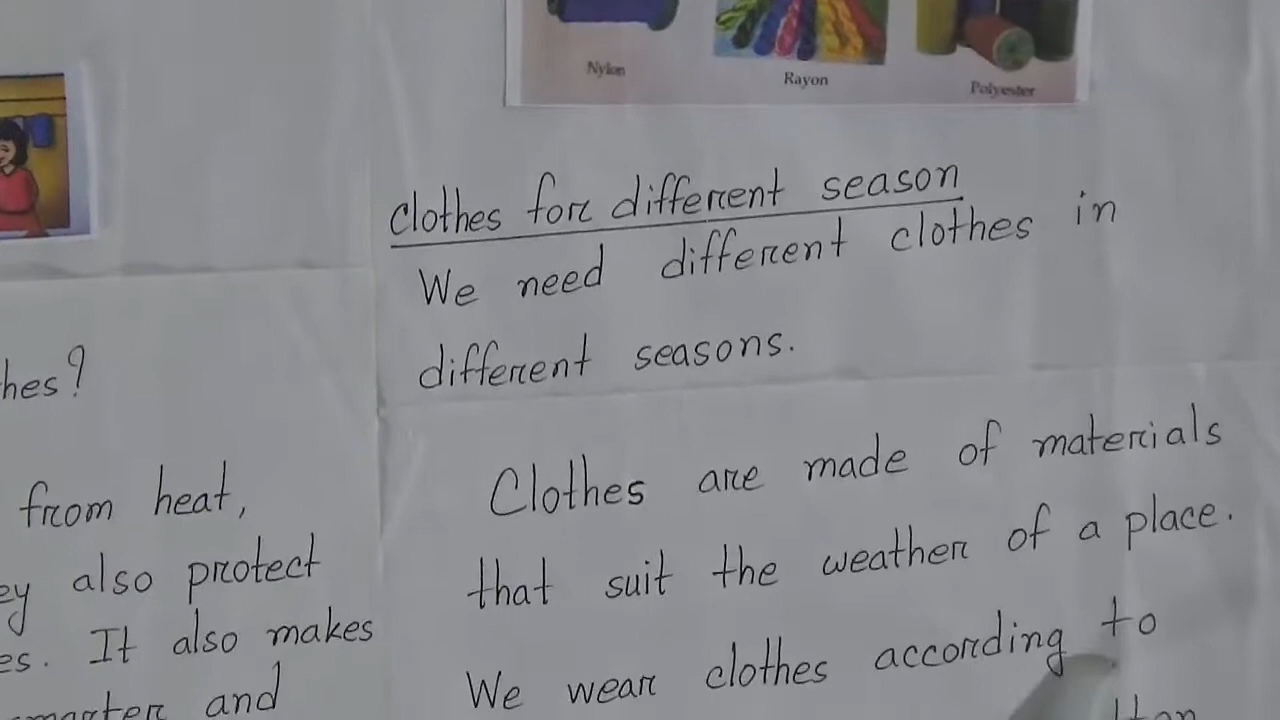 Nylon
Rayon
Polyester
clothes for different season
We need different clothes in
different seasons.
Clothes are made of materials
that suit the weather of a place.
We wear clothes according to
hes?
from heat,
ey also protect
es. It also makes
marter and